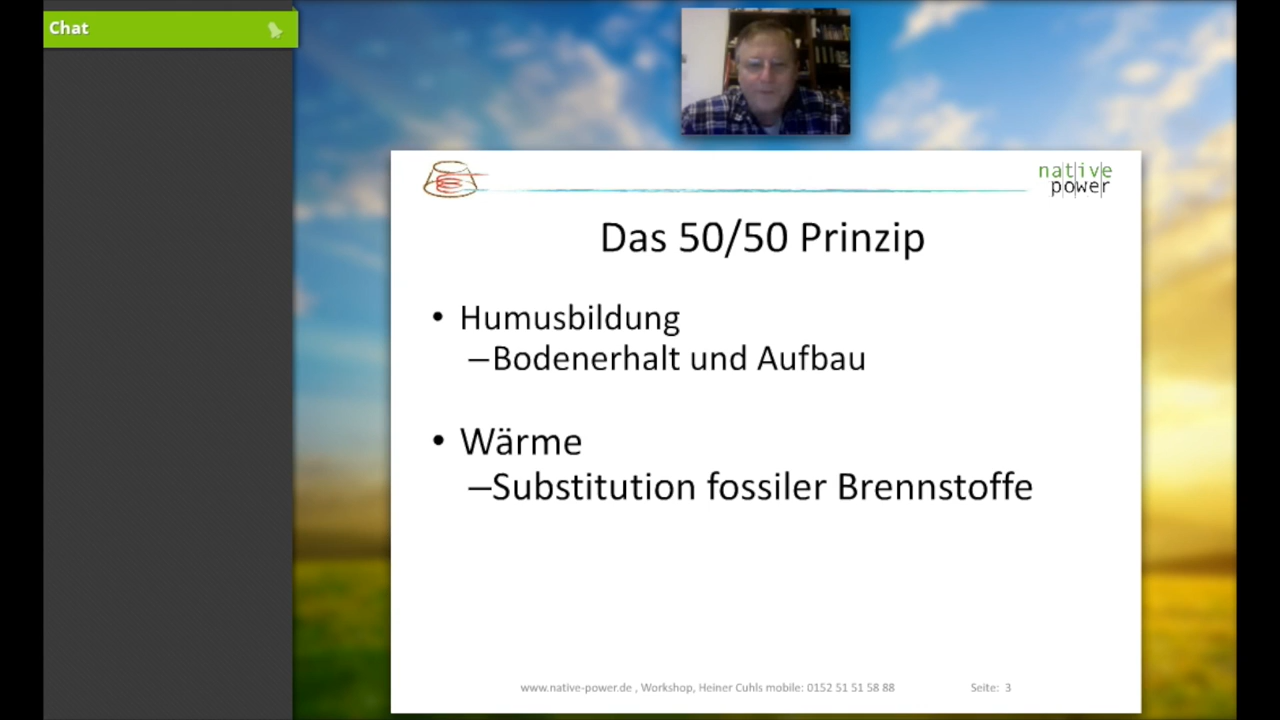 Chat
native
power
Das 50/50 Prinzip
• Humusbildung
–Bodenerhalt und Aufbau
• Wärme
–Substitution fossiler Brennstoffe
www.native-power.de , Workshop, Heiner Cuhls mobile: 0152 51 51 58 88 Seite: 3